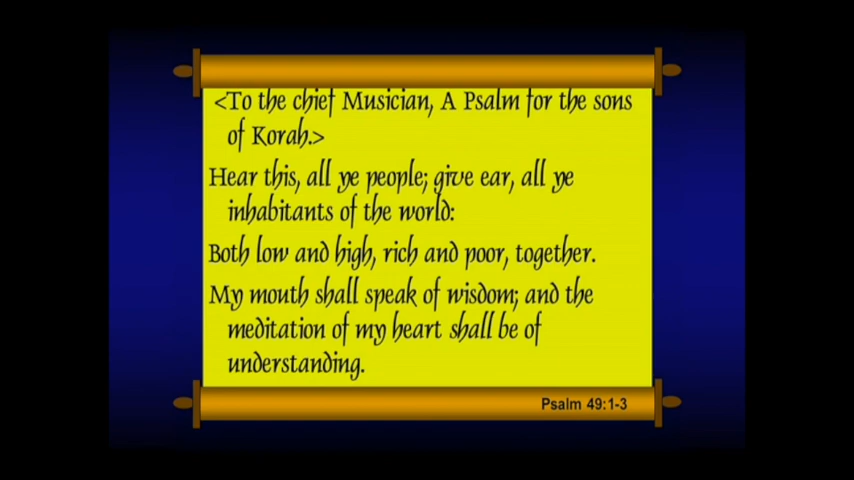 <To the chief Musician, A Psalm for the sons
of Korah.>
Hear this, all ye people; give ear, all ye
inhabitants of the world:
Both low and high, rich and poor, together.
My mouth shall speak of wisdom; and the
meditation of my heart shall be of
understanding.
Psalm 49:1-3